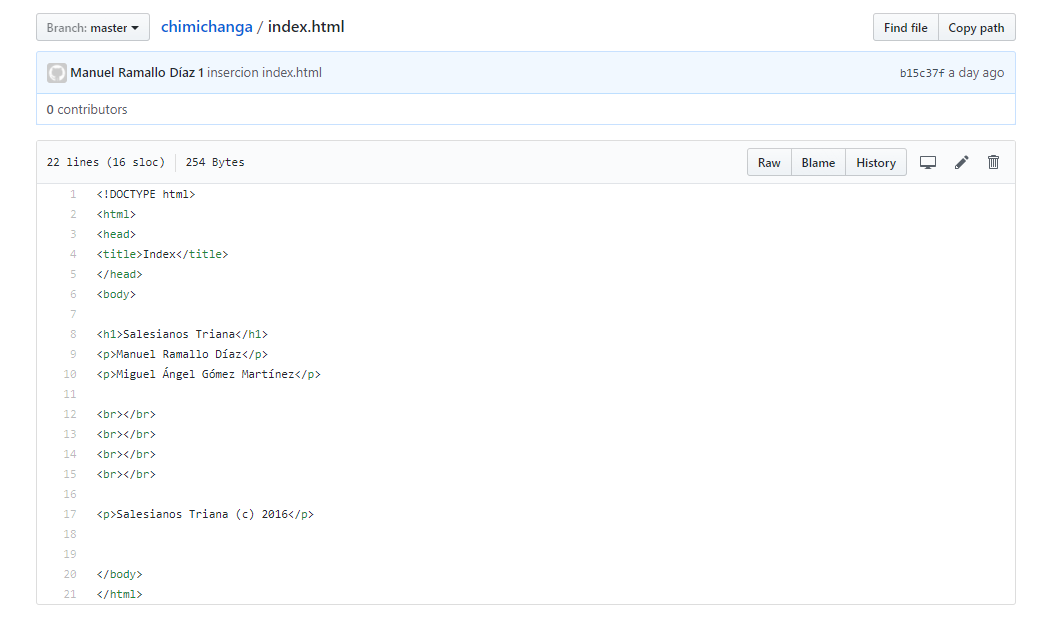 Branch: master chimichanga / index.html Find file Copy path
Manuel Ramallo Díaz 1 insercion index.html b15c37f a day ago
0 contributors
22 lines (16 sloc) 254 Bytes Raw Blame History
1 <!DOCTYPE html>
2 <html>
3 <head>
4 <title>Index</title>
5 </head>
6 <body>
7
8 <h1>Salesianos Triana</h1>
9 <p>Manuel Ramallo Díaz</p>
10 <p>Miguel Ángel Gómez Martínez</p>
11
12 <br></br>
13 <br></br>
14 <br></br>
15 <br></br>
16
17 <p>Salesianos Triana (c) 2016</p>
18
19
20 </body>
21 </html>